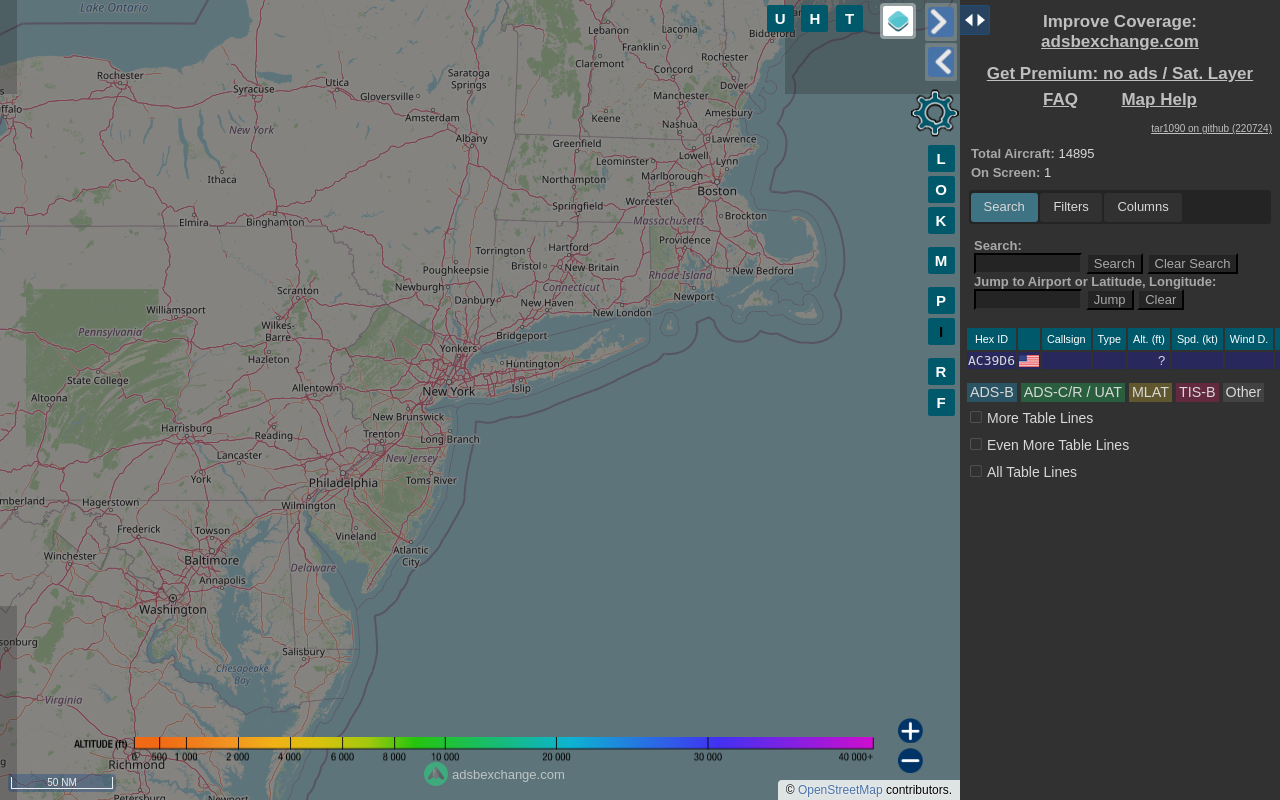 Lake Ontario
Rochester
Syracuse
Utica
Gloversville
Saratoga
Springs
Amsterdam
Albany
New York
Ithaca
Elmira
Binghamton
Lebanon
Laconia
Franklin
Claremont
Biddeford
Concord
Rochester
Dover
Manchester
Amesbury
Keene
Nashua
Greenfield
Lawrence
Leominster
Lowell
Lynn
Northampton
Marlborough
Boston
Worcester
Springfield
Massachusetts
Brockton
Torrington
Hartford
Providence
Bristol
New Britain
Poughkeepsie
Connecticut
Rhode Island
New Bedford
Newburgh
Danbury
New Haven
Newport
New London
Bridgeport
Scranton
Williamsport
Wilkes-
Barre
Pennsylvania
Yonkers
Huntington
Hazleton
State College
Allentown
New York
Islip
Altoona
New Brunswick
Harrisburg
Reading
Trenton
Long Branch
Lancaster
New Jersey
York
Philadelphia
Toms River
Hagerstown
Wilmington
Frederick
Towson
Vineland
Winchester
Baltimore
Atlantic
City
Annapolis
Delaware
Washington
Salisbury
Chesapeake
Bay
Virginia
Richmond
Petersburg
Newport
U H T
L
O
K
M
P
I
R
F
ALTITUDE (ft) 0 500 1 000 2 000 4 000 6 000 8 000 10 000 20 000 30 000 40 000+
adsbexchange.com
50 NM
© OpenStreetMap contributors.
Improve Coverage:
adsbexchange.com
Get Premium: no ads / Sat. Layer
FAQ Map Help
tar1090 on github (220724)
Total Aircraft: 14895
On Screen: 1
Search Filters Columns
Search:
Search Clear Search
Jump to Airport or Latitude, Longitude:
Jump Clear
Hex ID Callsign Type Alt. (ft) Spd. (kt) Wind D.
AC39D6 ?
ADS-B ADS-C/R / UAT MLAT TIS-B Other
More Table Lines
Even More Table Lines
All Table Lines